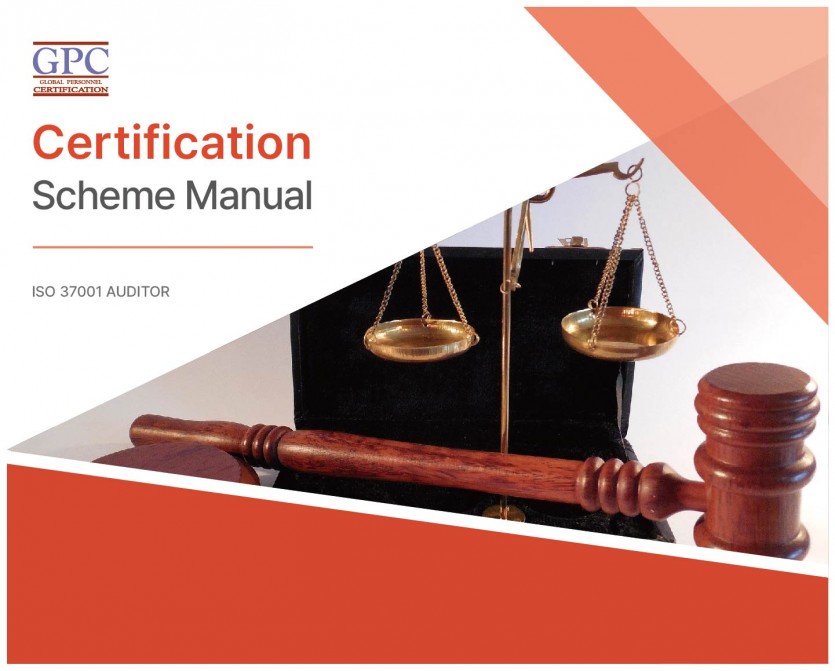 GPC
GLOBAL PERSONNEL
CERTIFICATION
Certification
Scheme Manual
ISO 37001 AUDITOR